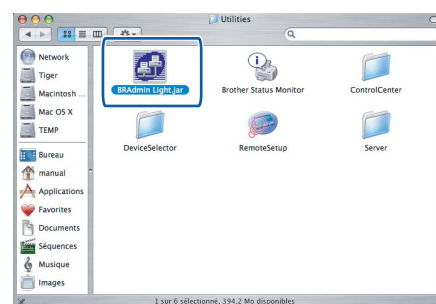 Utilities
Network
Tiger
Macintosh ...
Mac OS X
TEMP
Bureau
manual
Applications
Favorites
Documents
Séquences
Musique
Images
BRAdmin Light.jar
Brother Status Monitor
ControlCenter
DeviceSelector
RemoteSetup
Server
1 sur 6 sélectionné, 394,2 Mo disponibles